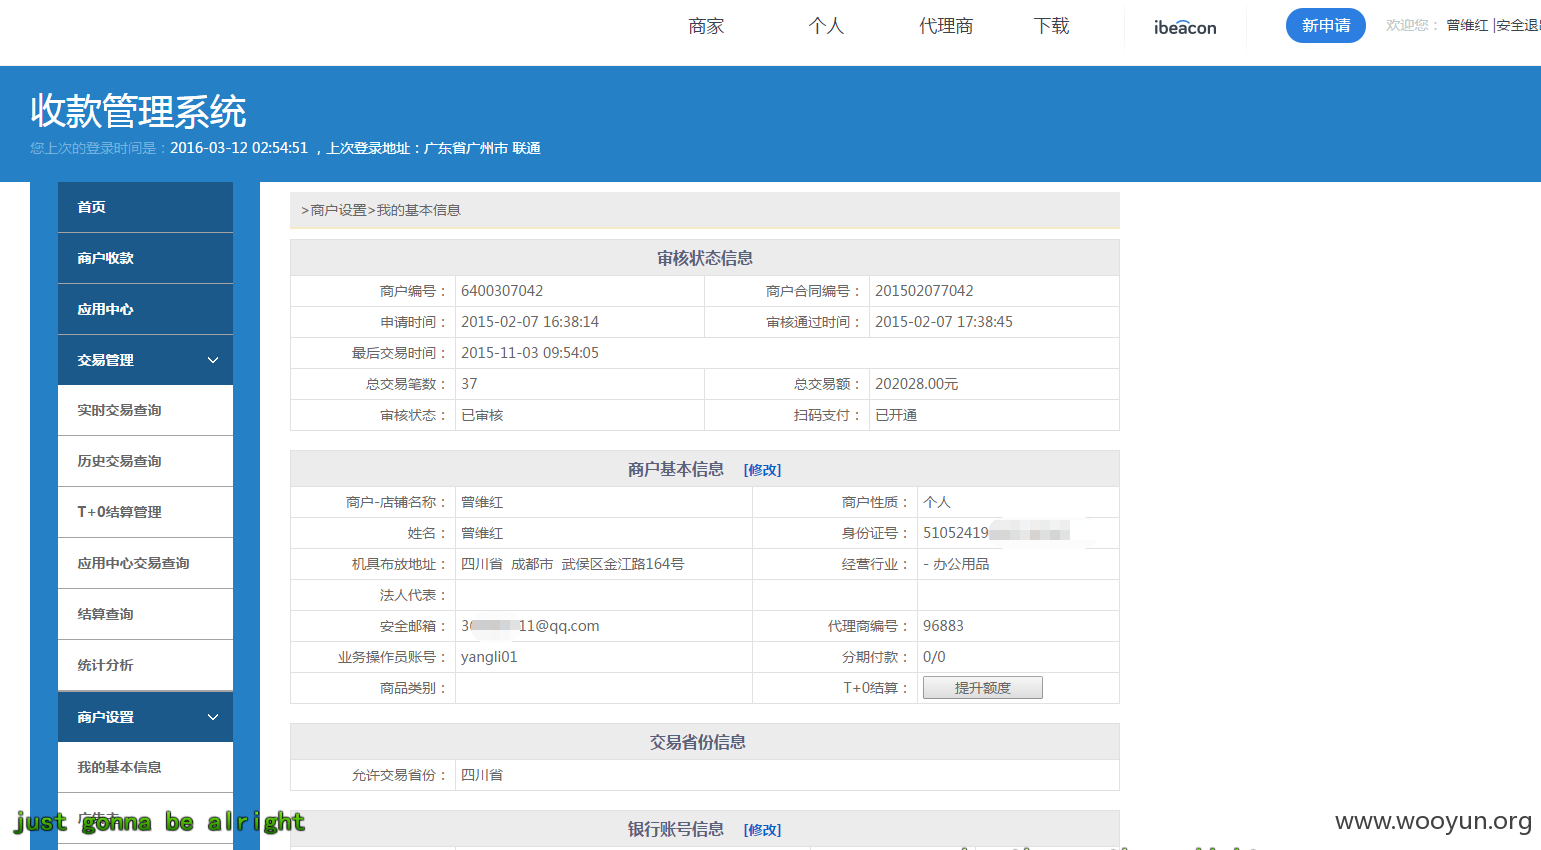 商家 个人 代理商 下载 ibeacon 新申请 欢迎您： 曾维红 |安全退
收款管理系统
您上次的登录时间是：2016-03-12 02:54:51 ，上次登录地址：广东省广州市 联通
首页
商户收款
应用中心
交易管理
实时交易查询
历史交易查询
T+0结算管理
应用中心交易查询
结算查询
统计分析
商户设置
我的基本信息
just gonna be alright
>商户设置>我的基本信息
审核状态信息
商户编号： 6400307042 商户合同编号： 201502077042
申请时间： 2015-02-07 16:38:14 审核通过时间： 2015-02-07 17:38:45
最后交易时间： 2015-11-03 09:54:05
总交易笔数： 37 总交易额： 202028.00元
审核状态： 已审核 扫码支付： 已开通
商户基本信息 [修改]
商户-店铺名称： 曾维红 商户性质： 个人
姓名： 曾维红 身份证号： 51052419
机具布放地址： 四川省 成都市 武侯区金江路164号 经营行业： - 办公用品
法人代表：
安全邮箱： 3 11@qq.com 代理商编号： 96883
业务操作员账号： yangli01 分期付款： 0/0
商品类别： T+0结算： 提升额度
交易省份信息
允许交易省份： 四川省
银行账号信息 [修改]
www.wooyun.org